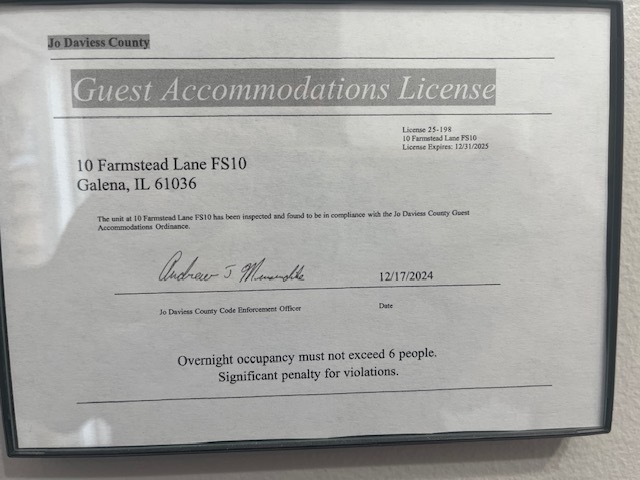 Jo Daviess County
Guest Accommodations License
License 25-198
10 Farmstead Lane FS10
License Expires: 12/31/2025
10 Farmstead Lane FS10
Galena, IL 61036
The unit at 10 Farmstead Lane FS10 has been inspected and found to be in compliance with the Jo Daviess County Guest
Accommodations Ordinance.
Andrew J
12/17/2024
Jo Daviess County Code Enforcement Officer
Date
Overnight occupancy must not exceed 6 people.
Significant penalty for violations.